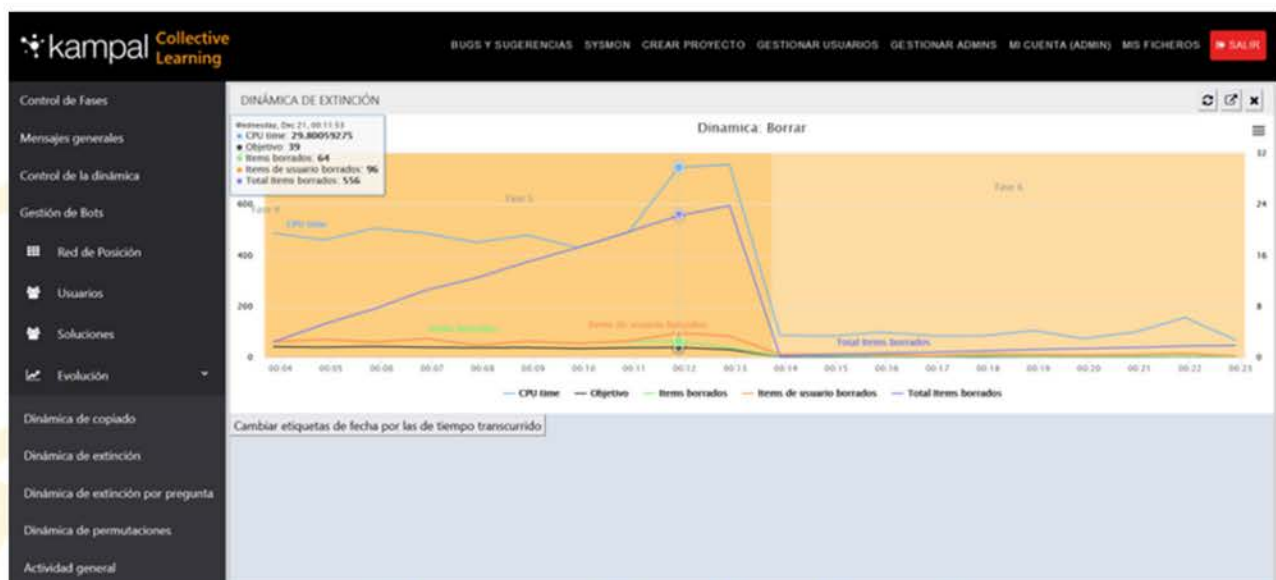 kampal Collective Learning
BUGS Y SUGERENCIAS SYSMON CREAR PROYECTO GESTIONAR USUARIOS GESTIONAR ADMINS MI CUENTA (ADMIN) MIS FICHEROS SALIR
Control de Fases
Mensajes generales
Control de la dinámica
Gestión de Bots
Red de Posición
Usuarios
Soluciones
Evolución
Dinámica de copiado
Dinámica de extinción
Dinámica de extinción por pregunta
Dinámica de permutaciones
Actividad general
DINÁMICA DE EXTINCIÓN
Dinamica: Borrar
Wednesday, Dec 21, 00:11:53
CPU time: 29.80059275
Objetivo: 39
Items borrados: 64
Items de usuario borrados: 96
Total Items borrados: 556
Fase 5
Fase 6
600
400
200
0
32
24
16
8
0
CPU time
Items borrados
Items de usuario borrados
Total Items borrados
00:04 00:05 00:06 00:07 00:08 00:09 00:10 00:11 00:12 00:13 00:14 00:15 00:16 00:17 00:18 00:19 00:20 00:21 00:22 00:23
CPU time Objetivo Items borrados Items de usuario borrados Total Items borrados
Cambiar etiquetas de fecha por las de tiempo transcurrido